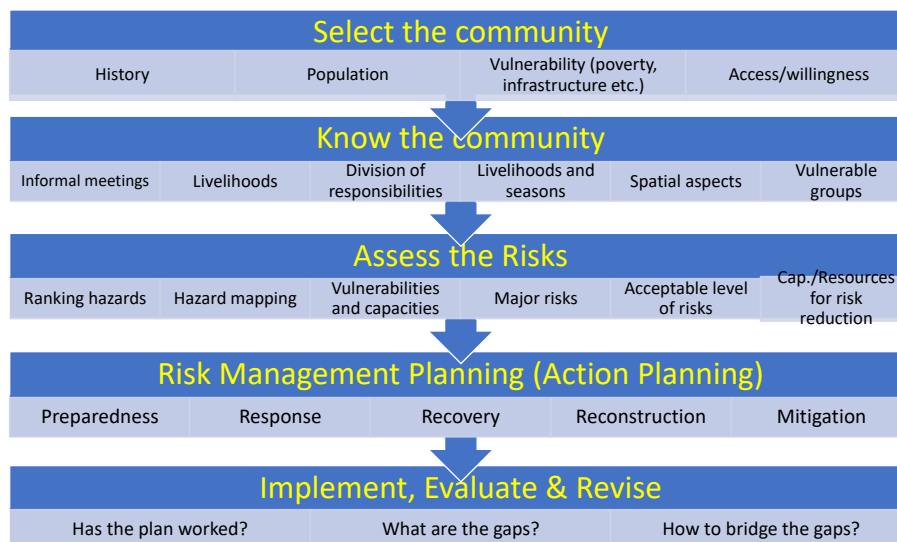 Select the community
History
Population
Vulnerability (poverty,
infrastructure etc.)
Access/willingness
Know the community
Informal meetings
Livelihoods
Division of
responsibilities
Livelihoods and
seasons
Spatial aspects
Vulnerable
groups
Assess the Risks
Ranking hazards
Hazard mapping
Vulnerabilities
and capacities
Major risks
Acceptable level
of risks
Cap./Resources
for risk
reduction
Risk Management Planning (Action Planning)
Preparedness
Response
Recovery
Reconstruction
Mitigation
Implement, Evaluate & Revise
Has the plan worked?
What are the gaps?
How to bridge the gaps?